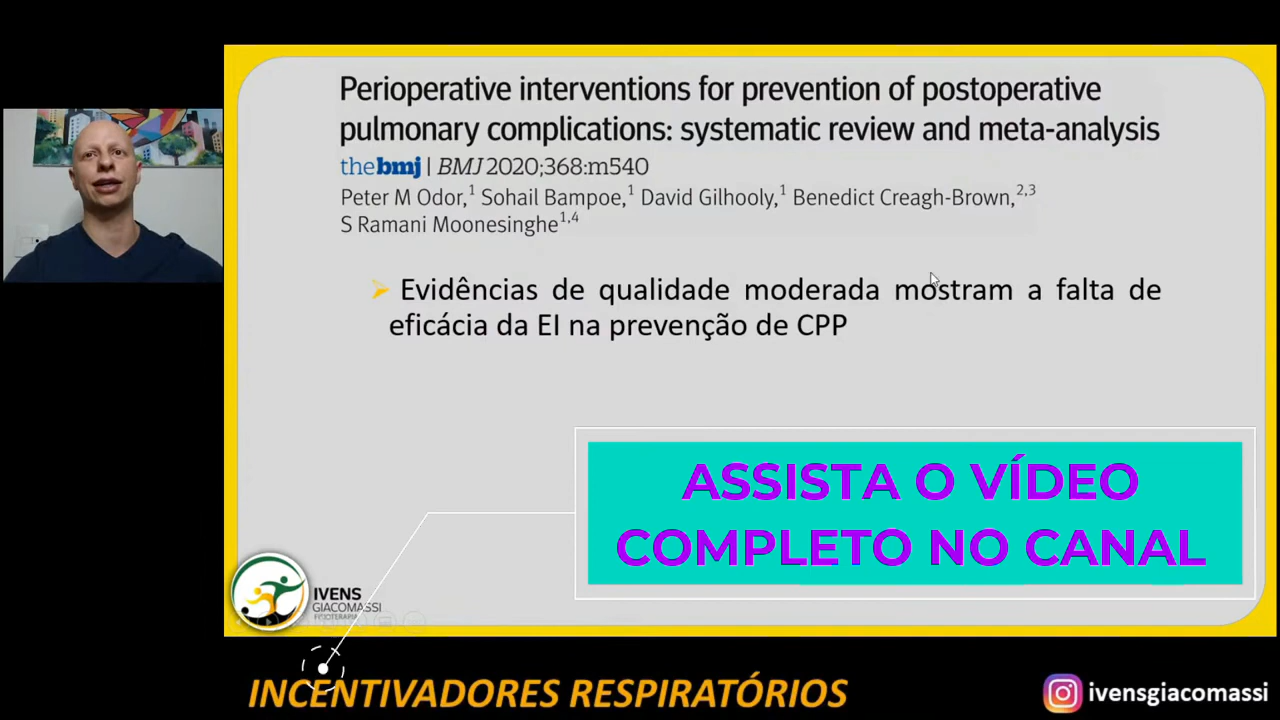 Perioperative interventions for prevention of postoperative
pulmonary complications: systematic review and meta-analysis
thebmj | BMJ 2020;368:m540
Peter M Odor,1 Sohail Bampoe,1 David Gilhooly,1 Benedict Creagh-Brown,2,3
S Ramani Moonesinghe1,4
➢ Evidências de qualidade moderada mostram a falta de
eficácia da EI na prevenção de CPP
ASSISTA O VÍDEO
COMPLETO NO CANAL
IVENS
GIACOMASSI
FISIOTERAPIA
INCENTIVADORES RESPIRATÓRIOS
ivensgiacomassi